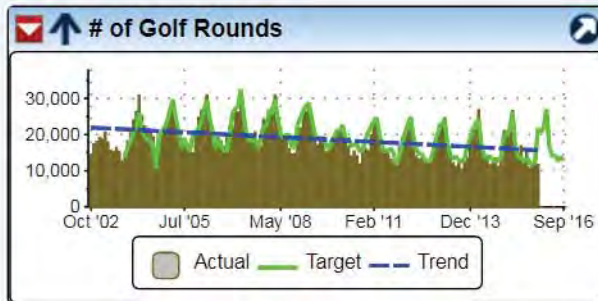 # of Golf Rounds
30,000
20,000
10,000
0
Oct '02 Jul '05 May '08 Feb '11 Dec '13 Sep '16
Actual Target Trend